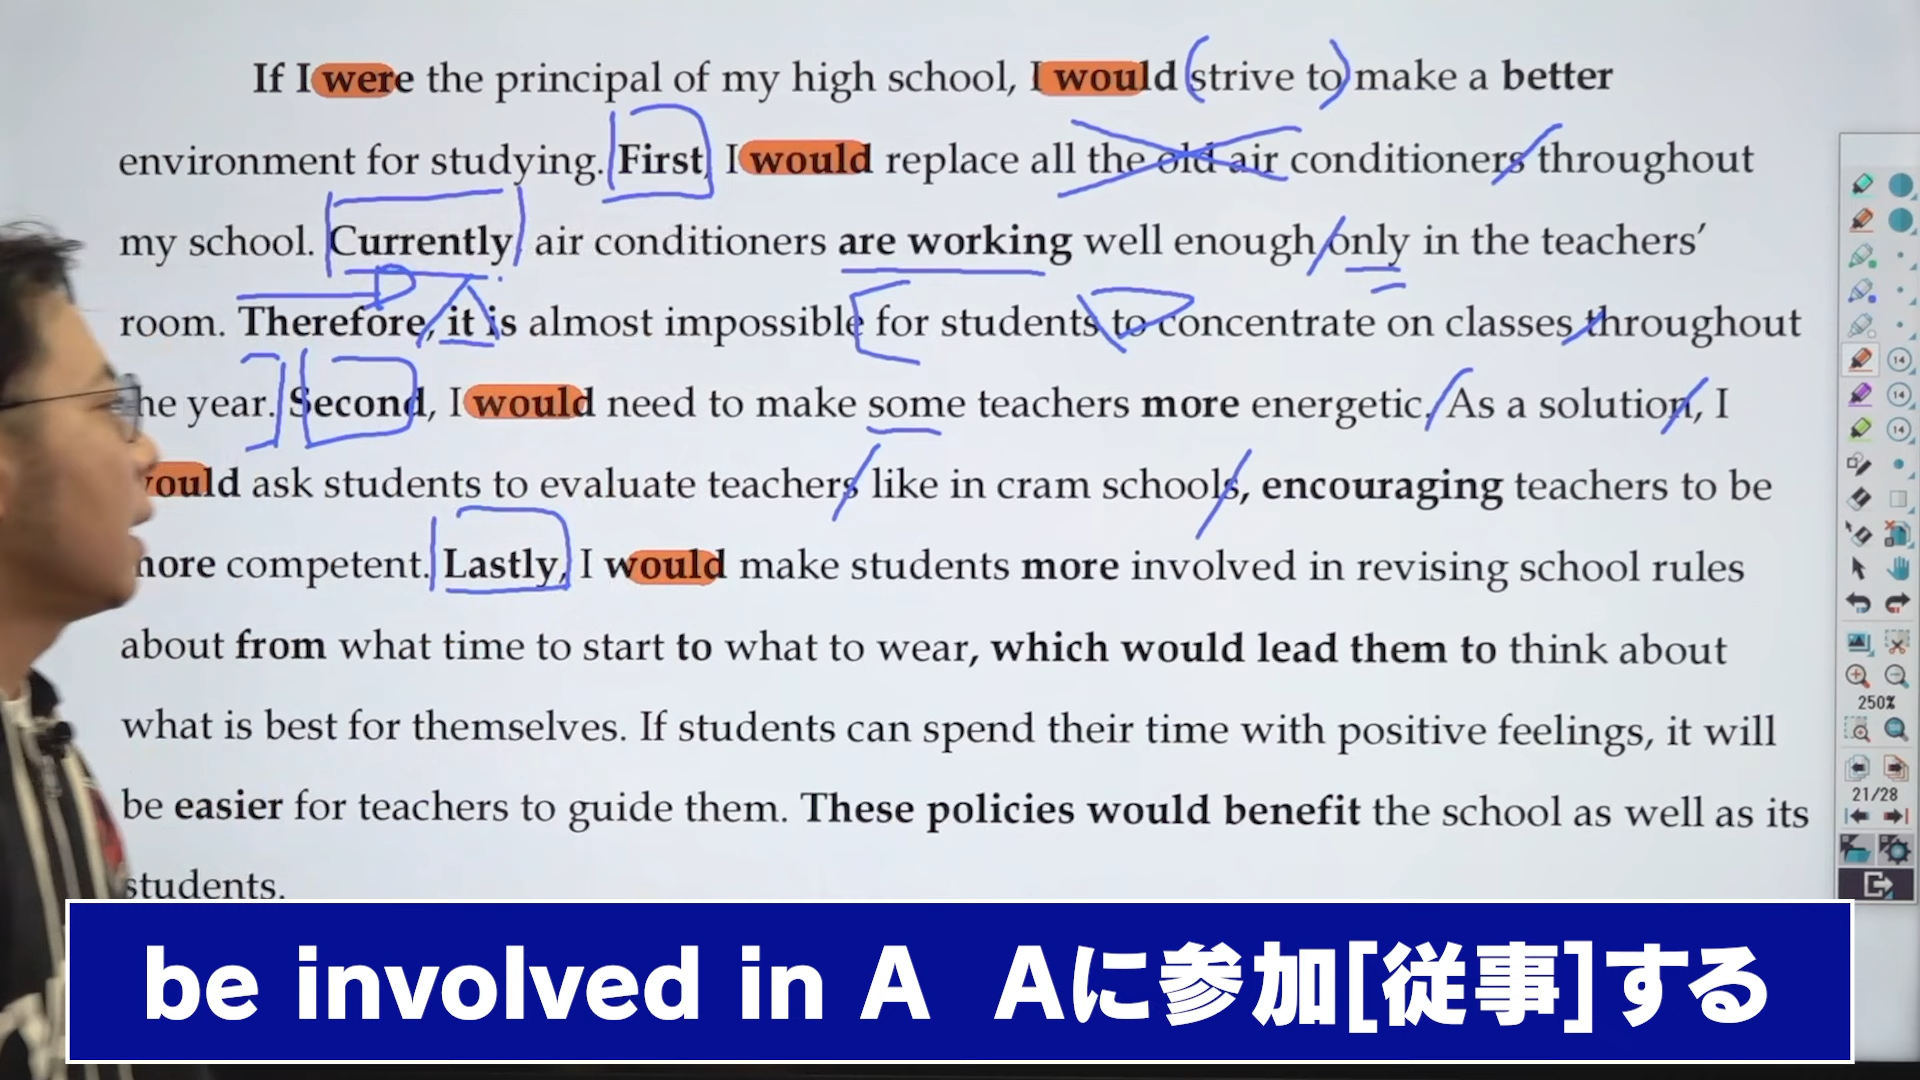 If I were the principal of my high school, I would strive to make a better
environment for studying. First, I would replace all the old air conditioners throughout
my school. Currently, air conditioners are working well enough only in the teachers'
room. Therefore, it is almost impossible for students to concentrate on classes throughout
he year. Second, I would need to make some teachers more energetic. As a solution, I
would ask students to evaluate teachers like in cram schools, encouraging teachers to be
more competent. Lastly, I would make students more involved in revising school rules
about from what time to start to what to wear, which would lead them to think about
what is best for themselves. If students can spend their time with positive feelings, it will
be easier for teachers to guide them. These policies would benefit the school as well as its
students.
14
14
14
250%
21/28
be involved in A Aに参加[従事]する